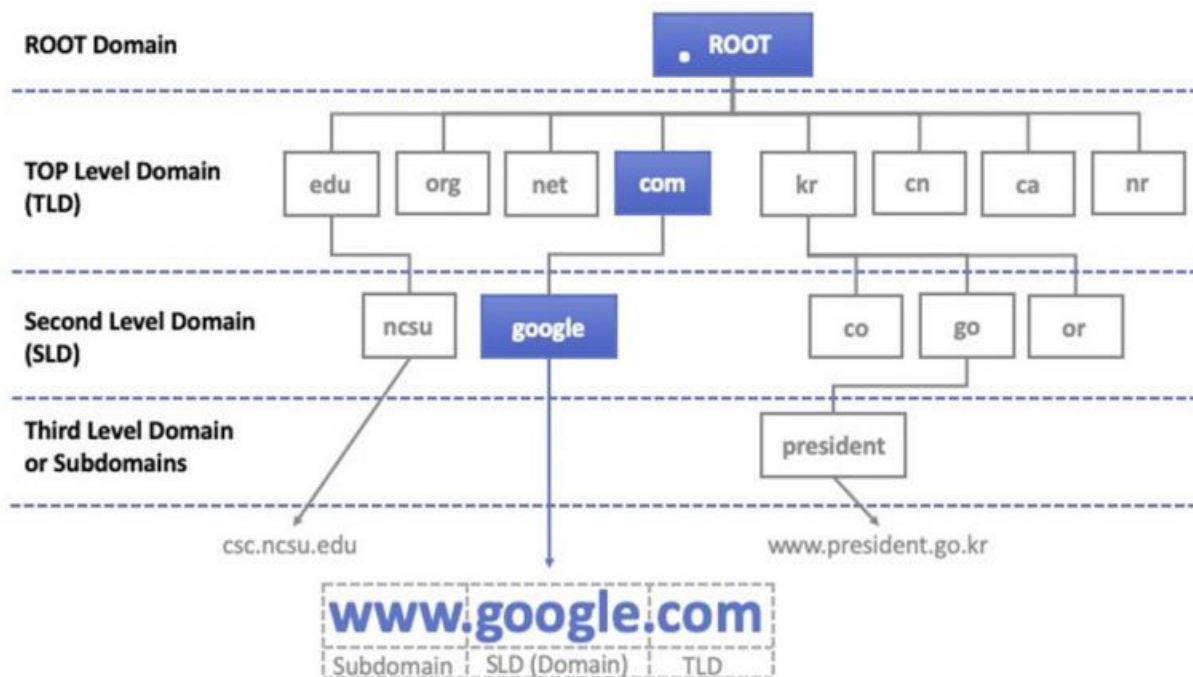 ROOT Domain
. ROOT
TOP Level Domain
(TLD)
edu
org
net
com
kr
cn
ca
nr
Second Level Domain
(SLD)
ncsu
google
co
go
or
Third Level Domain
or Subdomains
president
csc.ncsu.edu
www.president.go.kr
www.google.com
Subdomain
SLD (Domain)
TLD